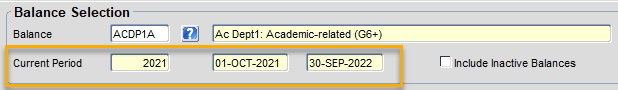 Balance Selection
Balance ACDP1A ? Ac Dept1: Academic-related (G6+)
Current Period 2021 01-OCT-2021 30-SEP-2022 Include Inactive Balances